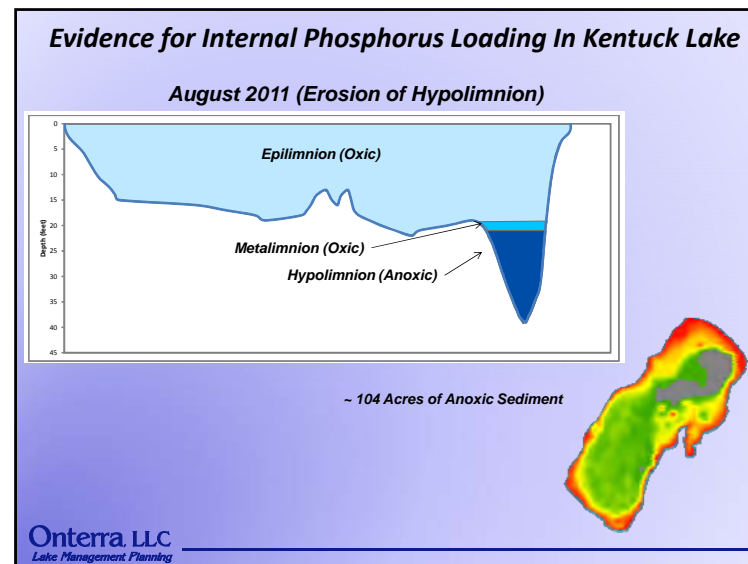 Evidence for Internal Phosphorus Loading In Kentuck Lake
August 2011 (Erosion of Hypolimnion)
0
5
10
15
20
25
30
35
40
45
Depth (feet)
Epilimnion (Oxic)
Metalimnion (Oxic)
Hypolimnion (Anoxic)
~ 104 Acres of Anoxic Sediment
Onterra, LLC
Lake Management Planning